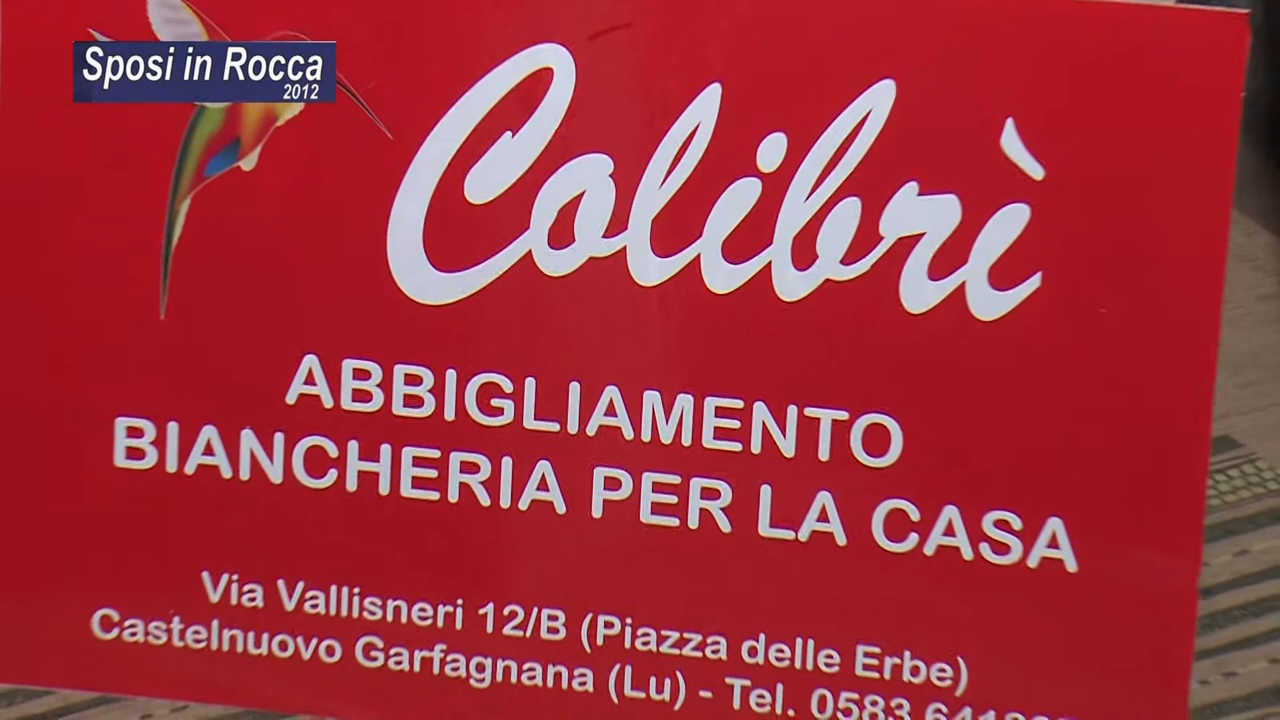 Sposi in Rocca
2012
Colibrì
ABBIGLIAMENTO
BIANCHERIA PER LA CASA
Via Vallisneri 12/B (Piazza delle Erbe)
Castelnuovo Garfagnana (Lu) - Tel. 0583